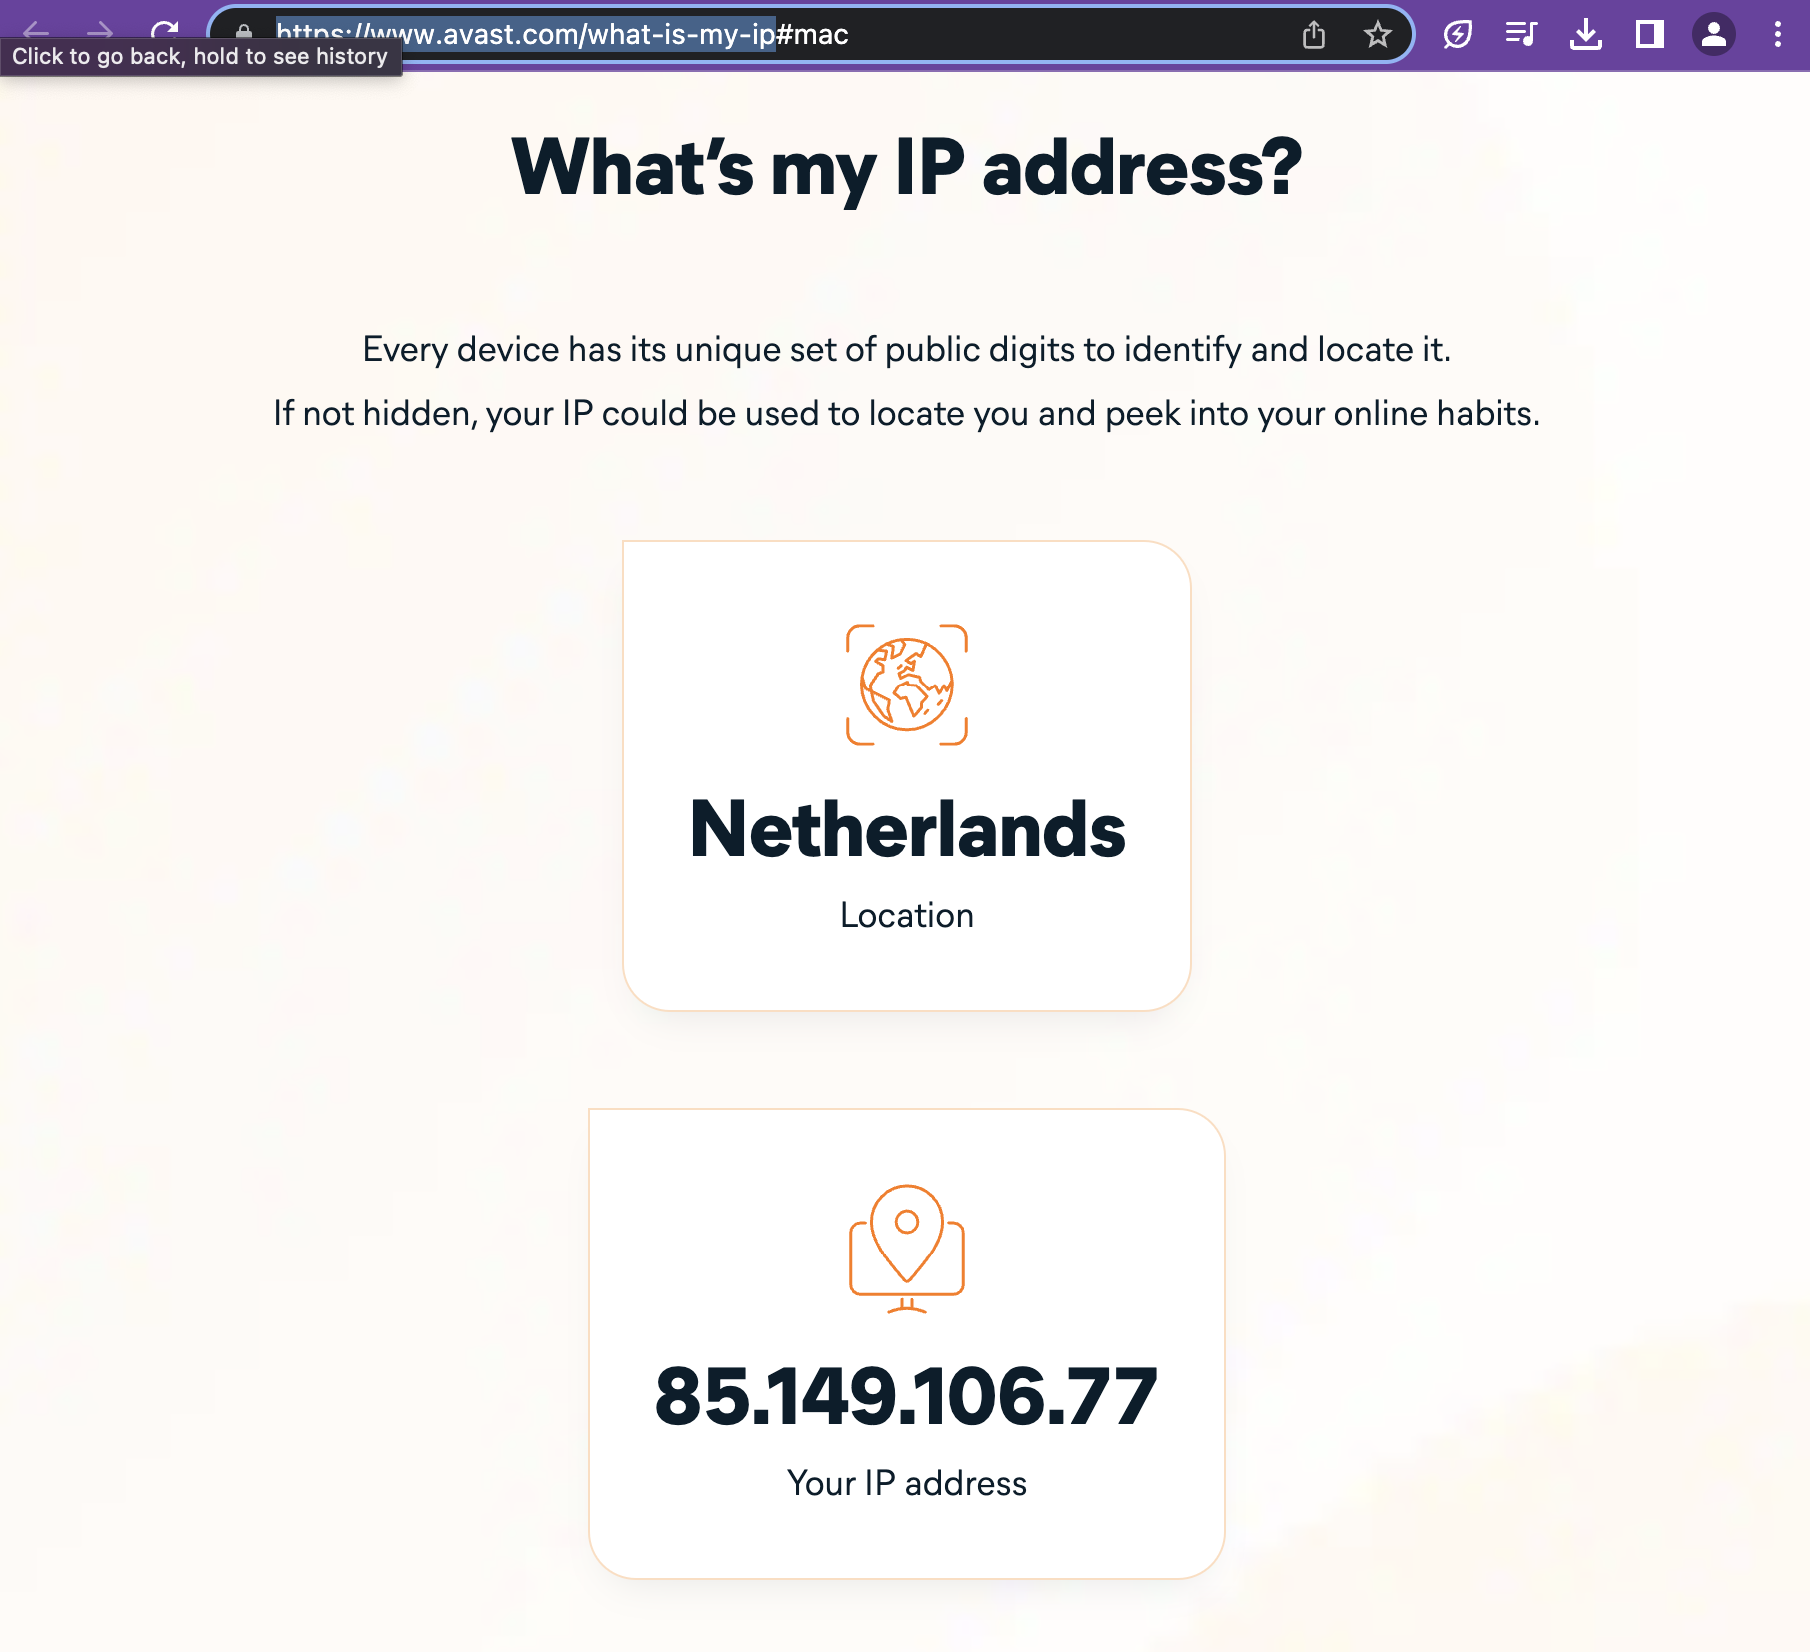 https://www.avast.com/what-is-my-ip#mac
Click to go back, hold to see history
What's my IP address?
Every device has its unique set of public digits to identify and locate it.
If not hidden, your IP could be used to locate you and peek into your online habits.
Netherlands
Location
85.149.106.77
Your IP address